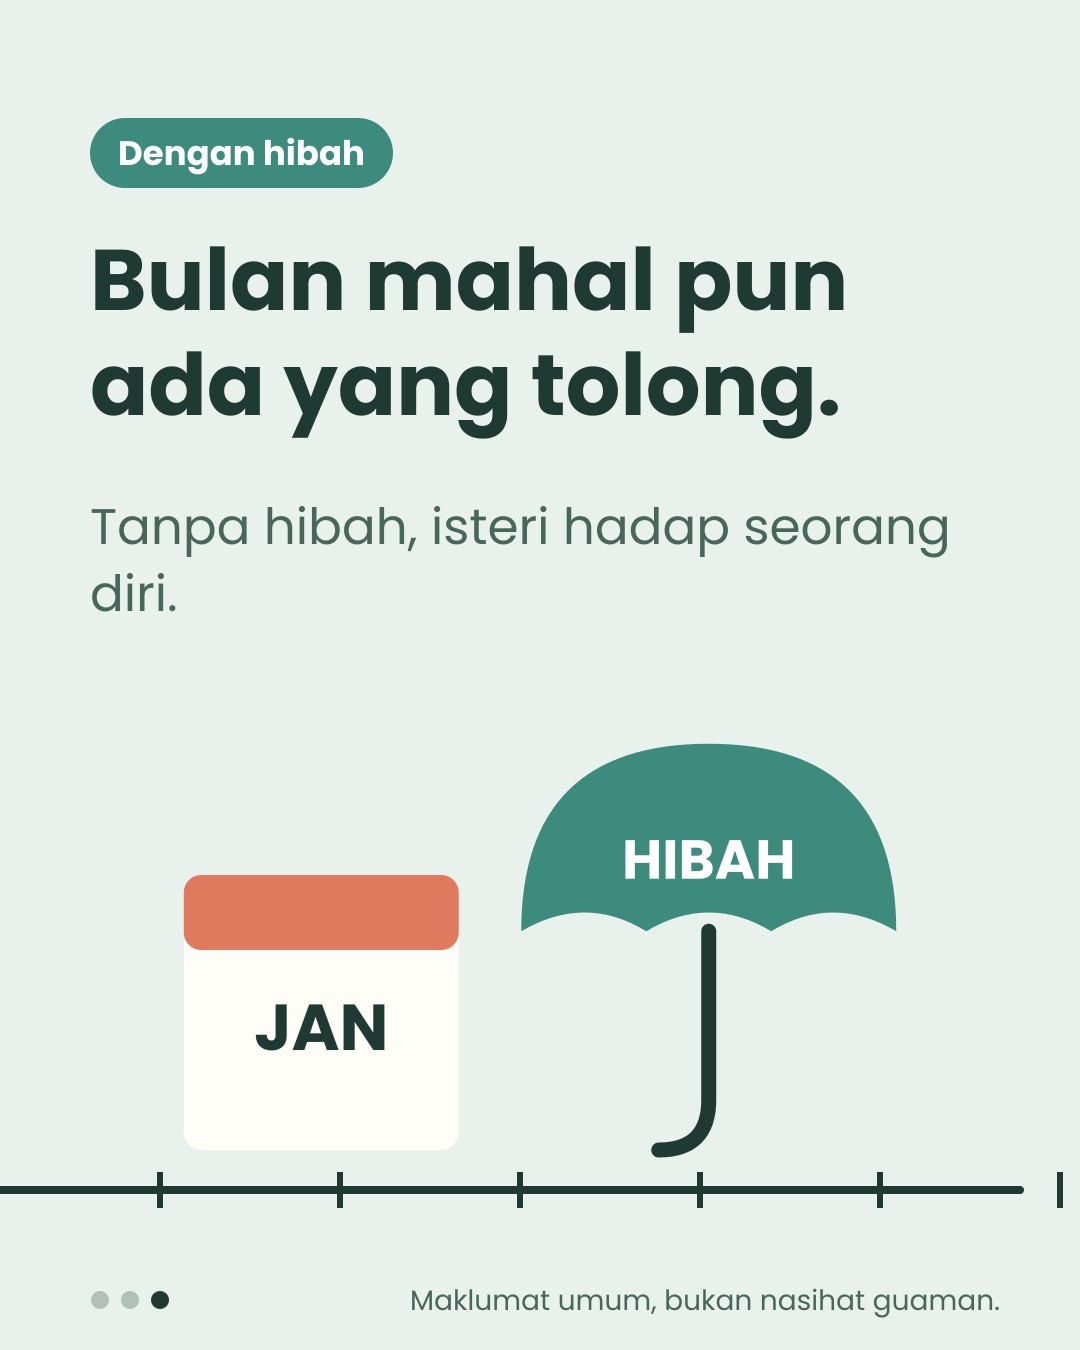 Dengan hibah
Bulan mahal pun
ada yang tolong.
Tanpa hibah, isteri hadap seorang
diri.
HIBAH
JAN
Maklumat umum, bukan nasihat guaman.